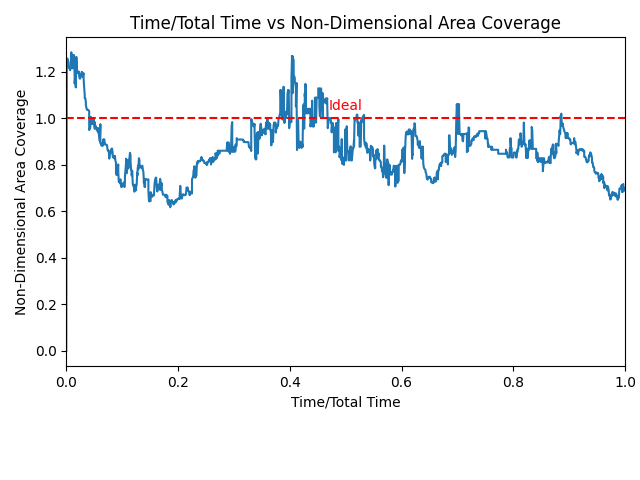 Time/Total Time vs Non-Dimensional Area Coverage
Non-Dimensional Area Coverage
1.2
1.0
0.8
0.6
0.4
0.2
0.0
Ideal
0.0 0.2 0.4 0.6 0.8 1.0
Time/Total Time